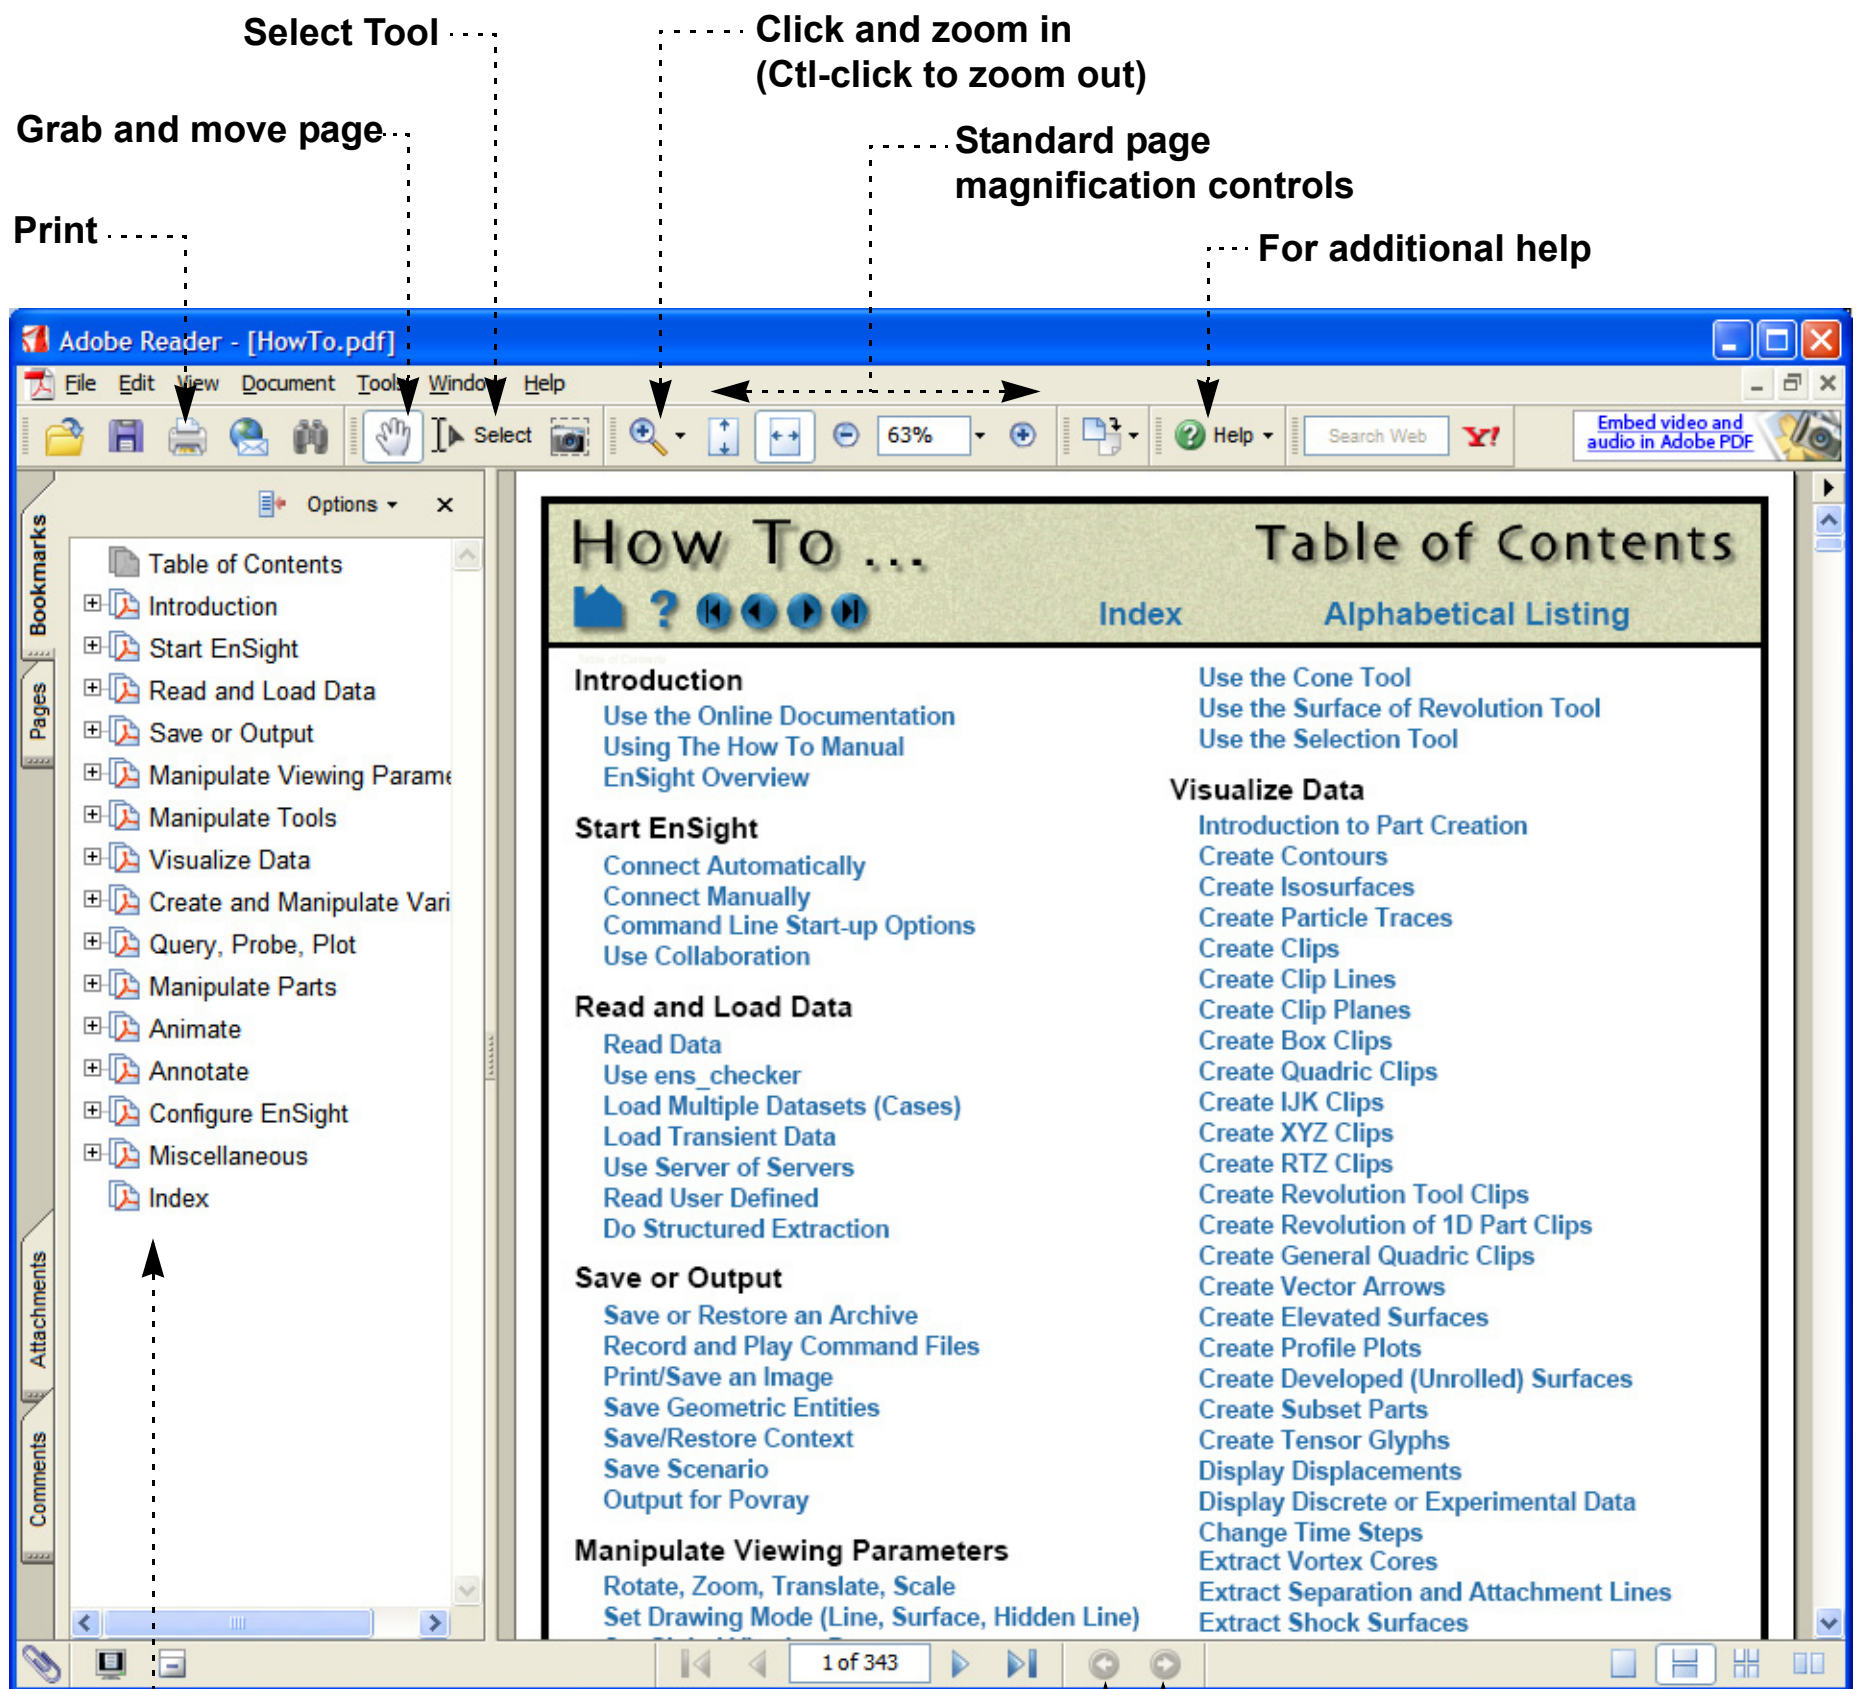 Select Tool
Click and zoom in
(Ctl-click to zoom out)
Grab and move page
Standard page
magnification controls
Print
For additional help
Adobe Reader - [HowTo.pdf]
File Edit View Document Tools Window Help
Select
63%
Help
Search Web
Y!
Embed video and
audio in Adobe PDF
Options
Bookmarks
Pages
Attachments
Comments
Table of Contents
Introduction
Start EnSight
Read and Load Data
Save or Output
Manipulate Viewing Parame
Manipulate Tools
Visualize Data
Create and Manipulate Vari
Query, Probe, Plot
Manipulate Parts
Animate
Annotate
Configure EnSight
Miscellaneous
Index
How To ...
Table of Contents
Index
Alphabetical Listing
Introduction
Use the Online Documentation
Using The How To Manual
EnSight Overview
Start EnSight
Connect Automatically
Connect Manually
Command Line Start-up Options
Use Collaboration
Read and Load Data
Read Data
Use ens_checker
Load Multiple Datasets (Cases)
Load Transient Data
Use Server of Servers
Read User Defined
Do Structured Extraction
Save or Output
Save or Restore an Archive
Record and Play Command Files
Print/Save an Image
Save Geometric Entities
Save/Restore Context
Save Scenario
Output for Povray
Manipulate Viewing Parameters
Rotate, Zoom, Translate, Scale
Set Drawing Mode (Line, Surface, Hidden Line)
Use the Cone Tool
Use the Surface of Revolution Tool
Use the Selection Tool
Visualize Data
Introduction to Part Creation
Create Contours
Create Isosurfaces
Create Particle Traces
Create Clips
Create Clip Lines
Create Clip Planes
Create Box Clips
Create Quadric Clips
Create IJK Clips
Create XYZ Clips
Create RTZ Clips
Create Revolution Tool Clips
Create Revolution of 1D Part Clips
Create General Quadric Clips
Create Vector Arrows
Create Elevated Surfaces
Create Profile Plots
Create Developed (Unrolled) Surfaces
Create Subset Parts
Create Tensor Glyphs
Display Displacements
Display Discrete or Experimental Data
Change Time Steps
Extract Vortex Cores
Extract Separation and Attachment Lines
Extract Shock Surfaces
1 of 343